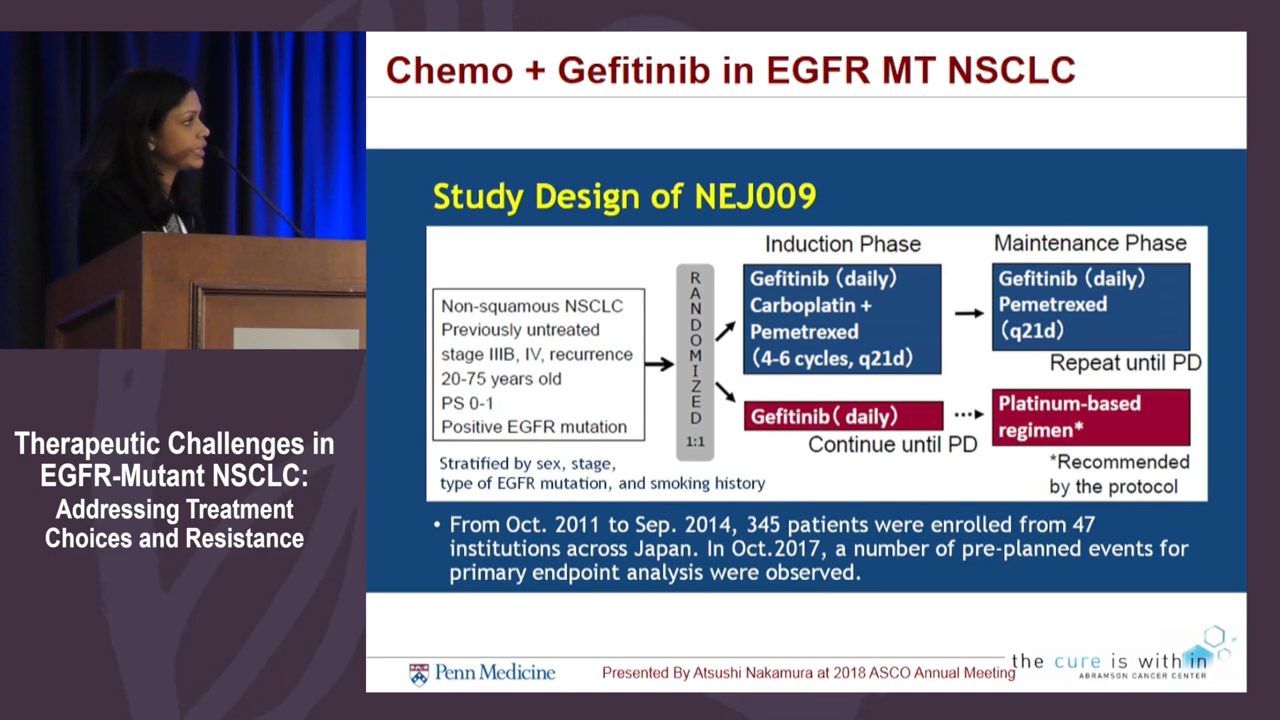 Chemo + Gefitinib in EGFR MT NSCLC
Study Design of NEJ009
Induction Phase
Maintenance Phase
Non-squamous NSCLC
Previously untreated
stage IIIB, IV, recurrence
20-75 years old
PS 0-1
Positive EGFR mutation
RANDOMIZED
1:1
Gefitinib (daily)
Carboplatin +
Pemetrexed
(4-6 cycles, q21d)
Gefitinib (daily)
Pemetrexed
(q21d)
Repeat until PD
Gefitinib ( daily)
Continue until PD
Platinum-based
regimen*
*Recommended
by the protocol
Stratified by sex, stage,
type of EGFR mutation, and smoking history
• From Oct. 2011 to Sep. 2014, 345 patients were enrolled from 47
institutions across Japan. In Oct.2017, a number of pre-planned events for
primary endpoint analysis were observed.
Penn Medicine
Presented By Atsushi Nakamura at 2018 ASCO Annual Meeting
the cure is within
ABRAMSON CANCER CENTER
Therapeutic Challenges in
EGFR-Mutant NSCLC:
Addressing Treatment
Choices and Resistance